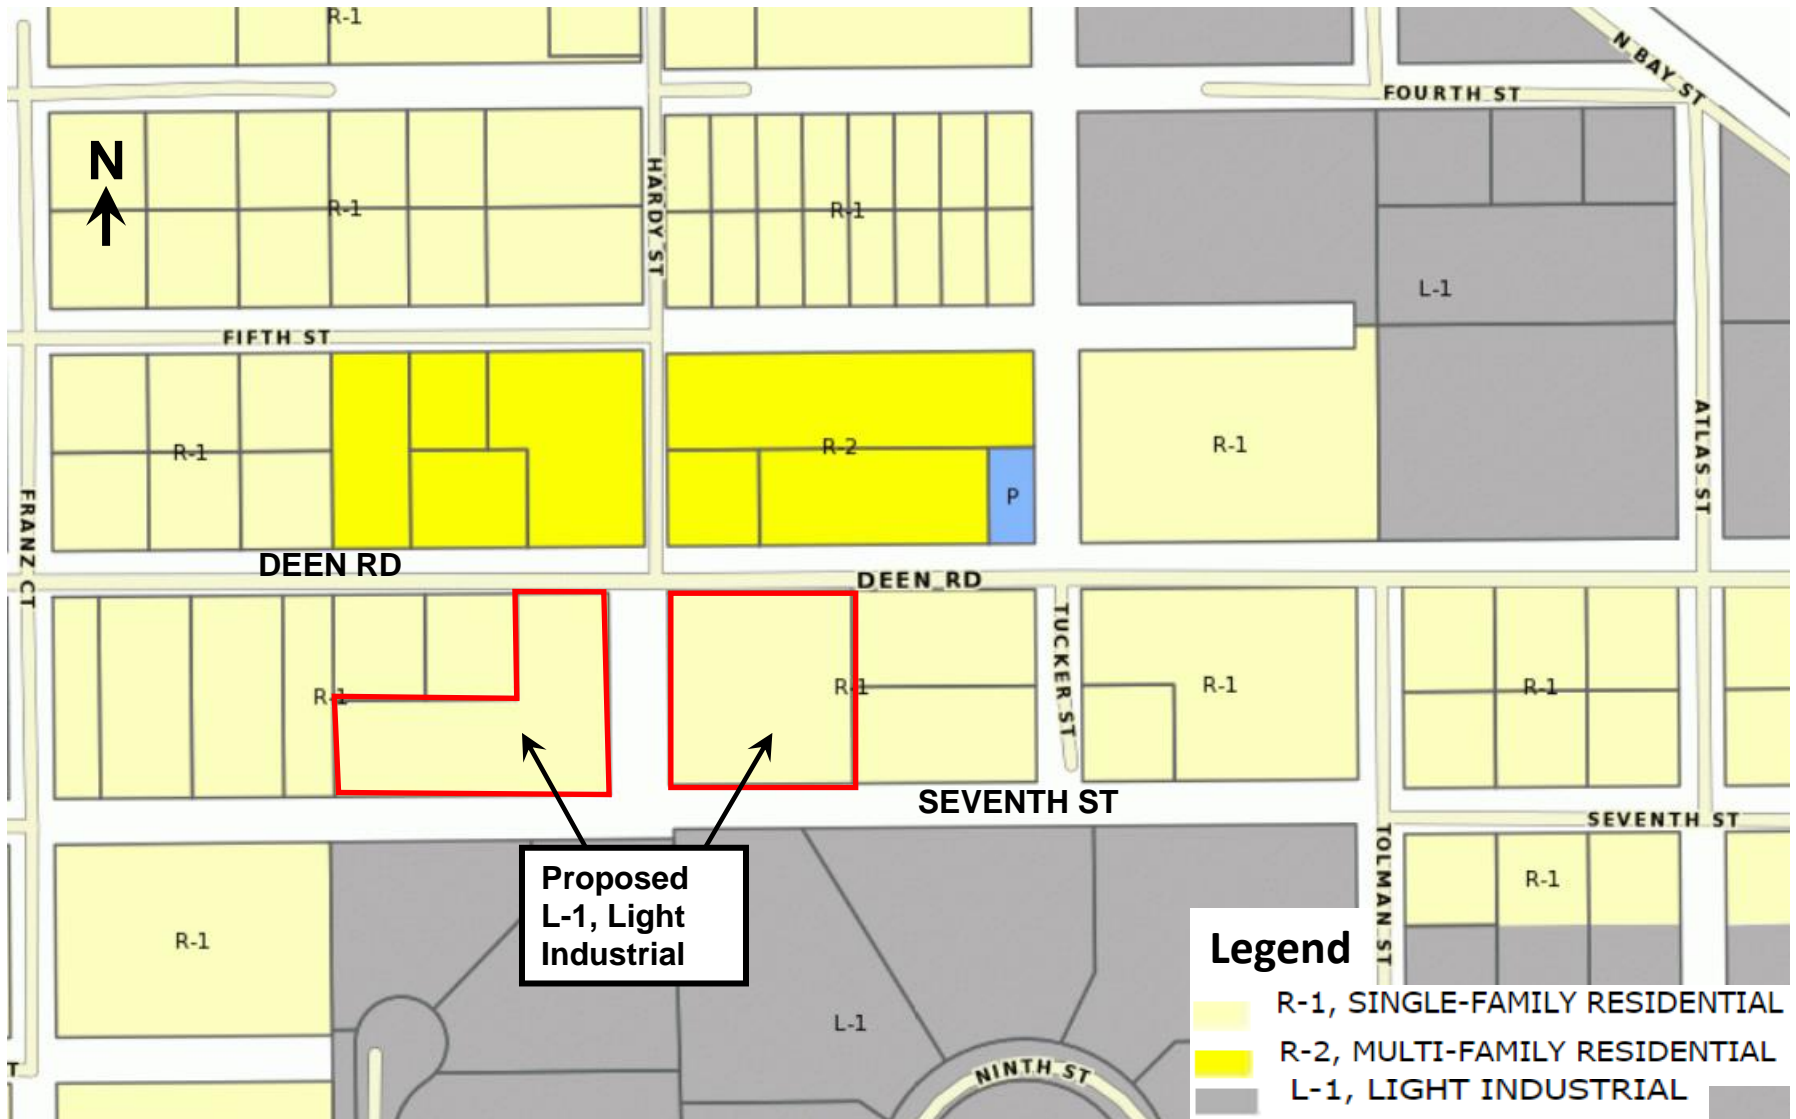 R-1
N BAY ST
FOURTH ST
N
HARDY ST
R-1
R-1
L-1
FIFTH ST
R-1
R-2
R-1
P
ATLAS ST
FRANZ CT
DEEN RD
DEEN RD
TUCKER ST
R-1
R-1
R-1
R-1
SEVENTH ST
SEVENTH ST
TOLMAN ST
Proposed
L-1, Light
Industrial
R-1
R-1
L-1
NINTH ST
T
Legend
R-1, SINGLE-FAMILY RESIDENTIAL
R-2, MULTI-FAMILY RESIDENTIAL
L-1, LIGHT INDUSTRIAL